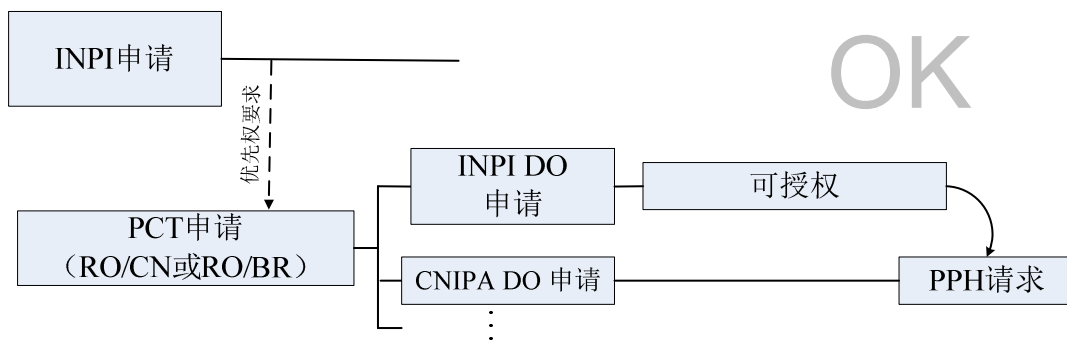 INPI申请
OK
优先权要求
INPI DO
申请
可授权
PCT申请
（RO/CN或RO/BR）
CNIPA DO 申请
PPH请求